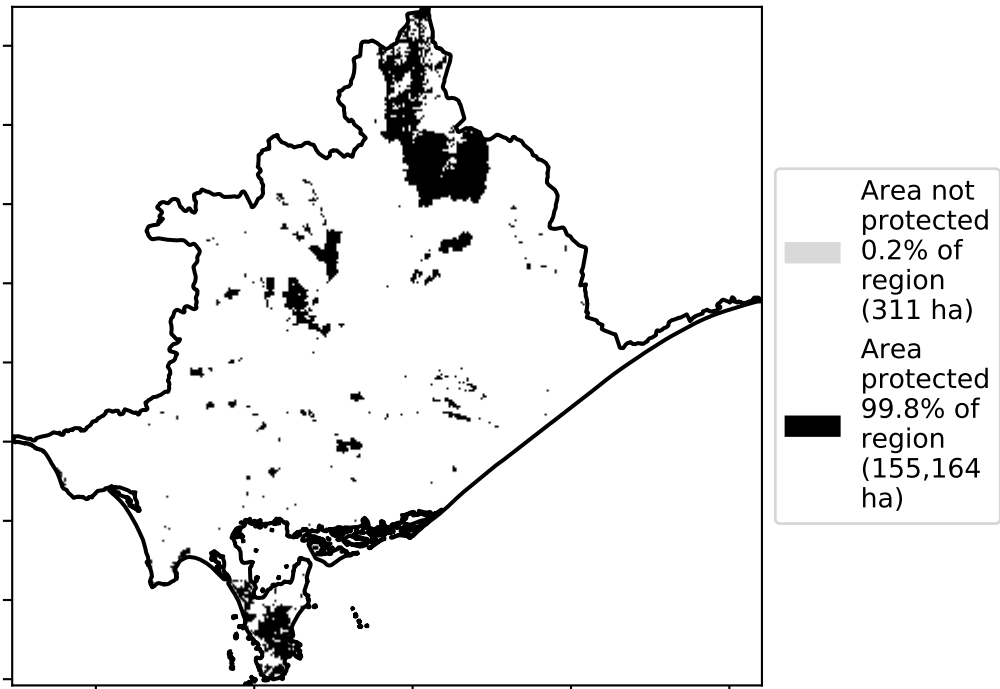 Area not
protected
0.2% of
region
(311 ha)
Area
protected
99.8% of
region
(155,164
ha)